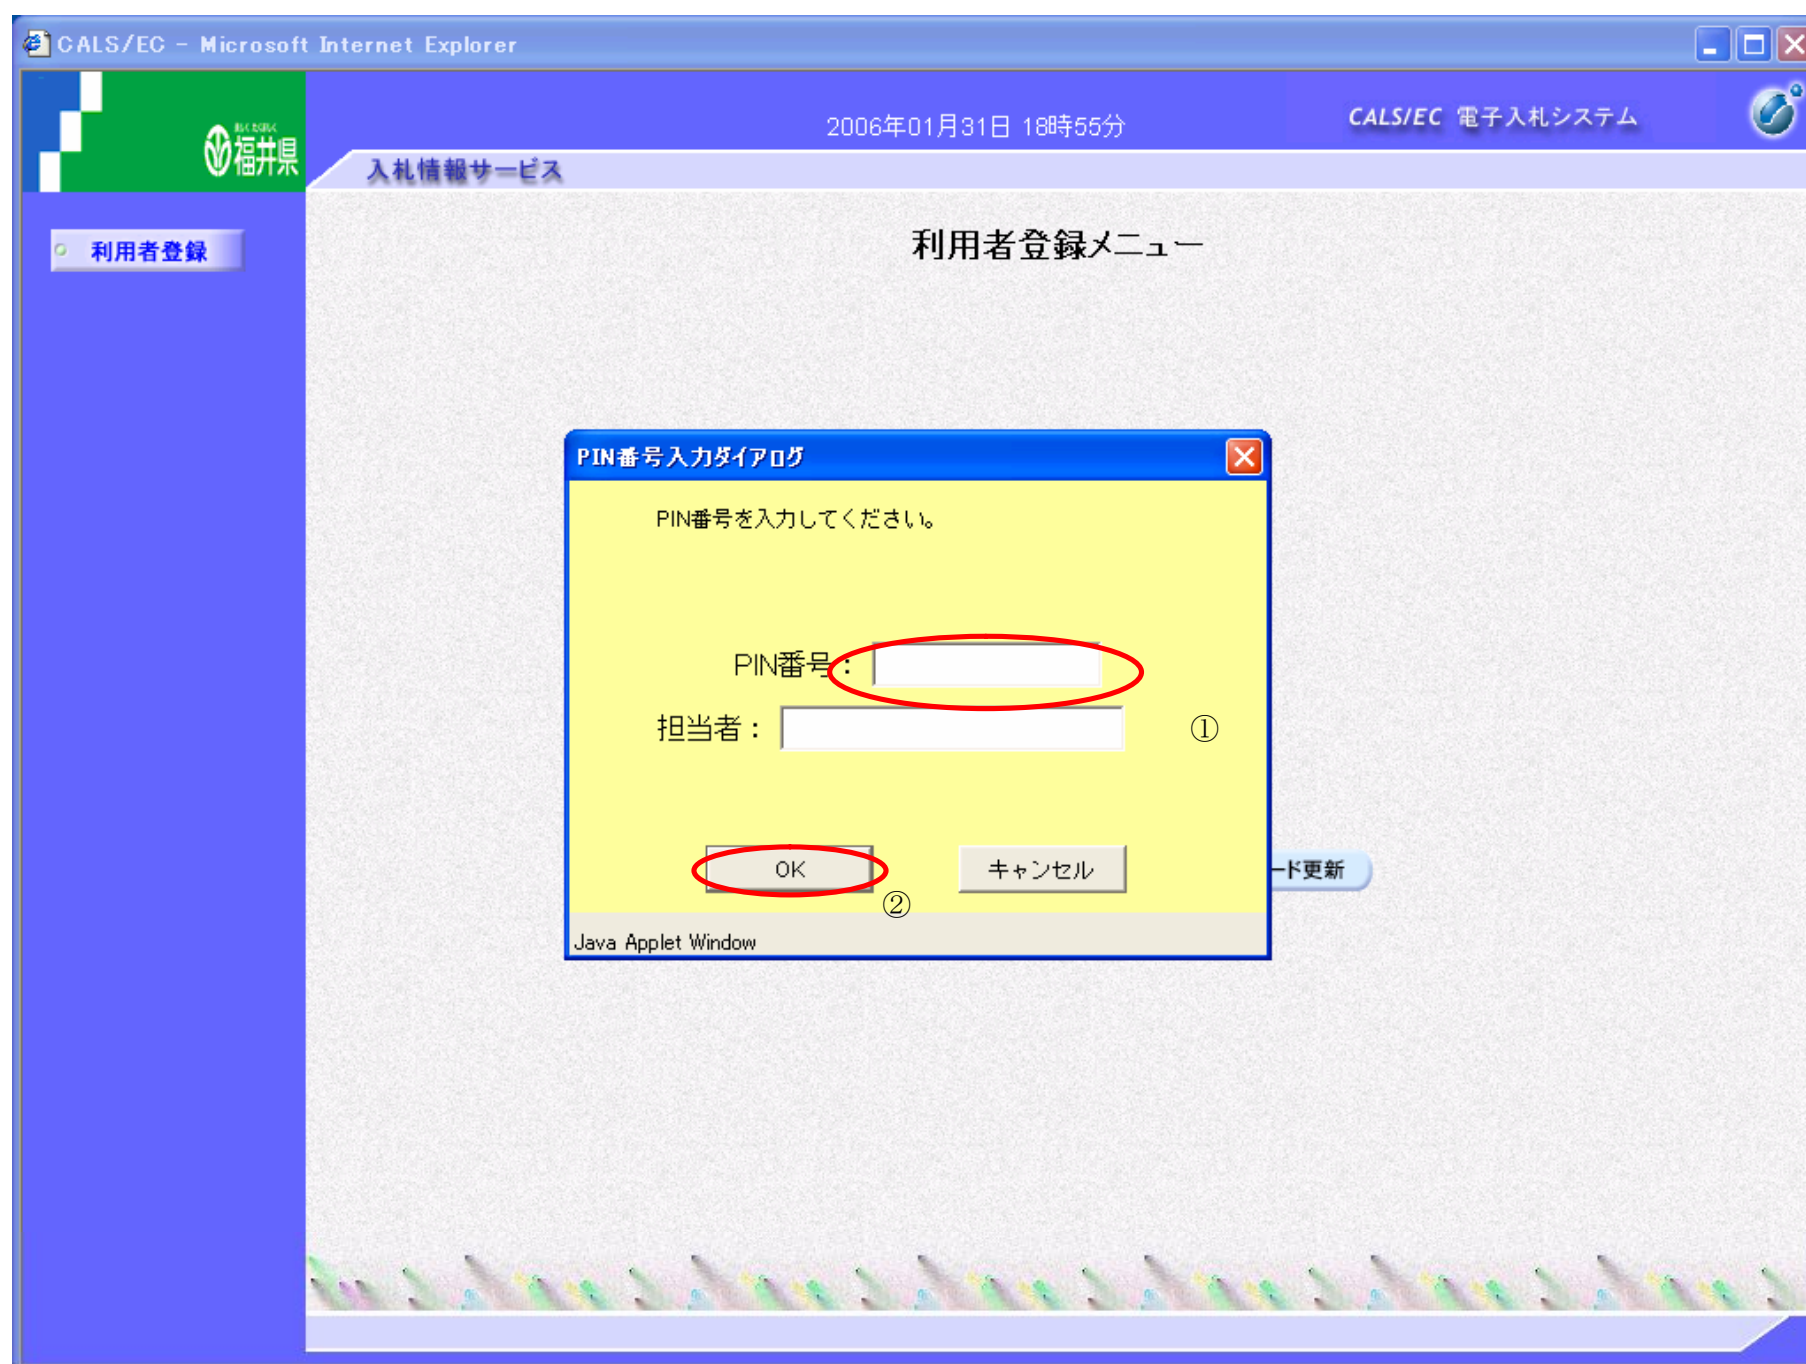 CALS/EC - Microsoft Internet Explorer
福井県
2006年01月31日 18時55分
CALS/EC 電子入札システム
入札情報サービス
利用者登録
利用者登録メニュー
PIN番号入力ダイアログ
PIN番号を入力してください。
PIN番号：
担当者：
①
OK
キャンセル
ード更新
②
Java Applet Window